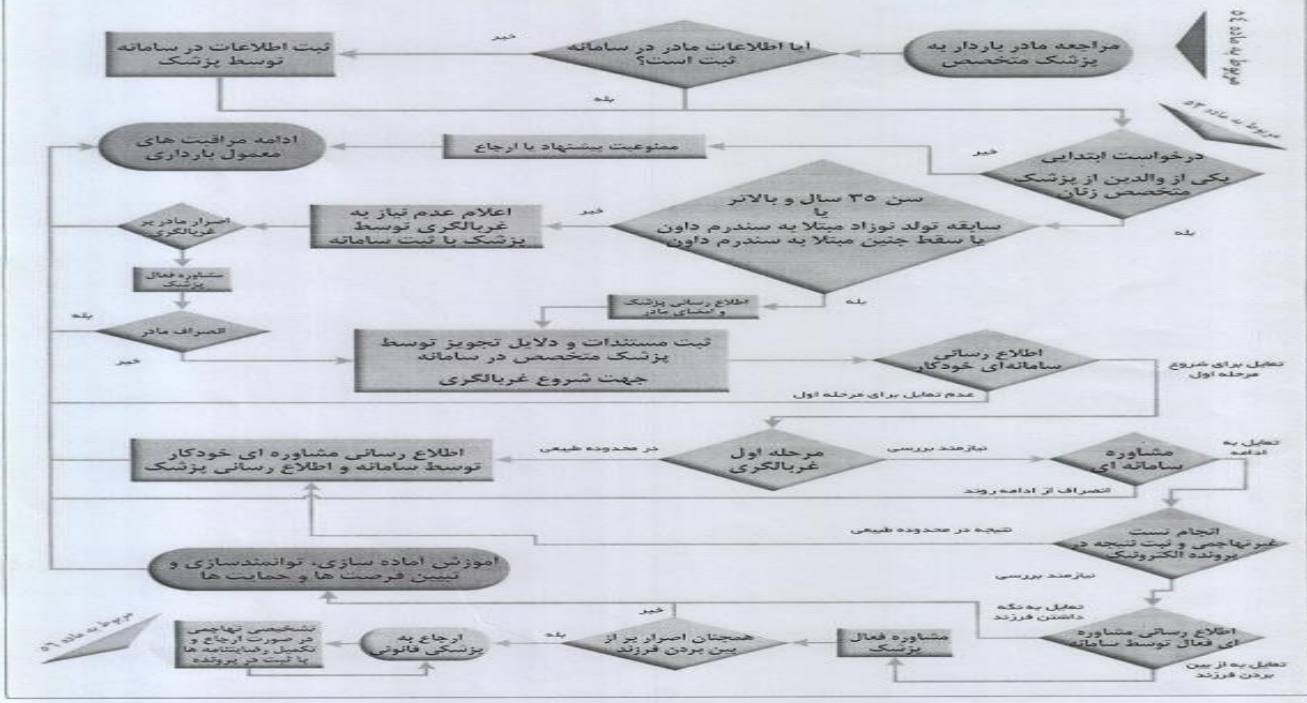 مربوط به ماده ٥٤
مراجعه مادر باردار به
پزشک متخصص
آیا اطلاعات مادر در سامانه
ثبت است؟
خیر
ثبت اطلاعات در سامانه
توسط پزشک
بله
مربوط به ماده ٥٣
درخواست ابتدایی
یکی از والدین از پزشک
متخصص زنان
خیر
ممنوعیت پیشنهاد یا ارجاع
ادامه مراقبت های
معمول بارداری
بله
سن ٣٥ سال و بالاتر
یا
سابقه تولد نوزاد مبتلا به سندرم داون
یا سقط جنین مبتلا به سندرم داون
خیر
اعلام عدم نیاز به
غربالگری توسط
پزشک با ثبت سامانه
اصرار مادر بر
غربالگری
مشاوره فعال
پزشک
انصراف مادر
بله
خیر
بله
اطلاع رسانی پزشک
و امضای مادر
ثبت مستندات و دلایل تجویز توسط
پزشک متخصص در سامانه
جهت شروع غربالگری
اطلاع رسانی
سامانه‌ای خودکار
تمایل برای شروع
مرحله اول
عدم تمایل برای مرحله اول
مرحله اول
غربالگری
در محدوده طبیعی
اطلاع رسانی مشاوره ای خودکار
توسط سامانه و اطلاع رسانی پزشک
نیازمند بررسی
مشاوره
سامانه ای
تمایل به
ادامه
انصراف از ادامه روند
انجام تست
غیرتهاجمی و ثبت نتیجه در
پرونده الکترونیک
نتیجه در محدوده طبیعی
نیازمند بررسی
آموزش آماده سازی، توانمندسازی و
تبیین فرصت ها و حمایت ها
تمایل به نگه
داشتن فرزند
اطلاع رسانی مشاوره
ای فعال توسط سامانه
تمایل به از بین
بردن فرزند
مشاوره فعال
پزشک
همچنان اصرار بر از
بین بردن فرزند
خیر
بله
ارجاع به
پزشکی قانونی
تشخیصی تهاجمی
در صورت ارجاع و
تکمیل رضایتنامه ها
با ثبت در پرونده
مربوط به ماده ٥٦